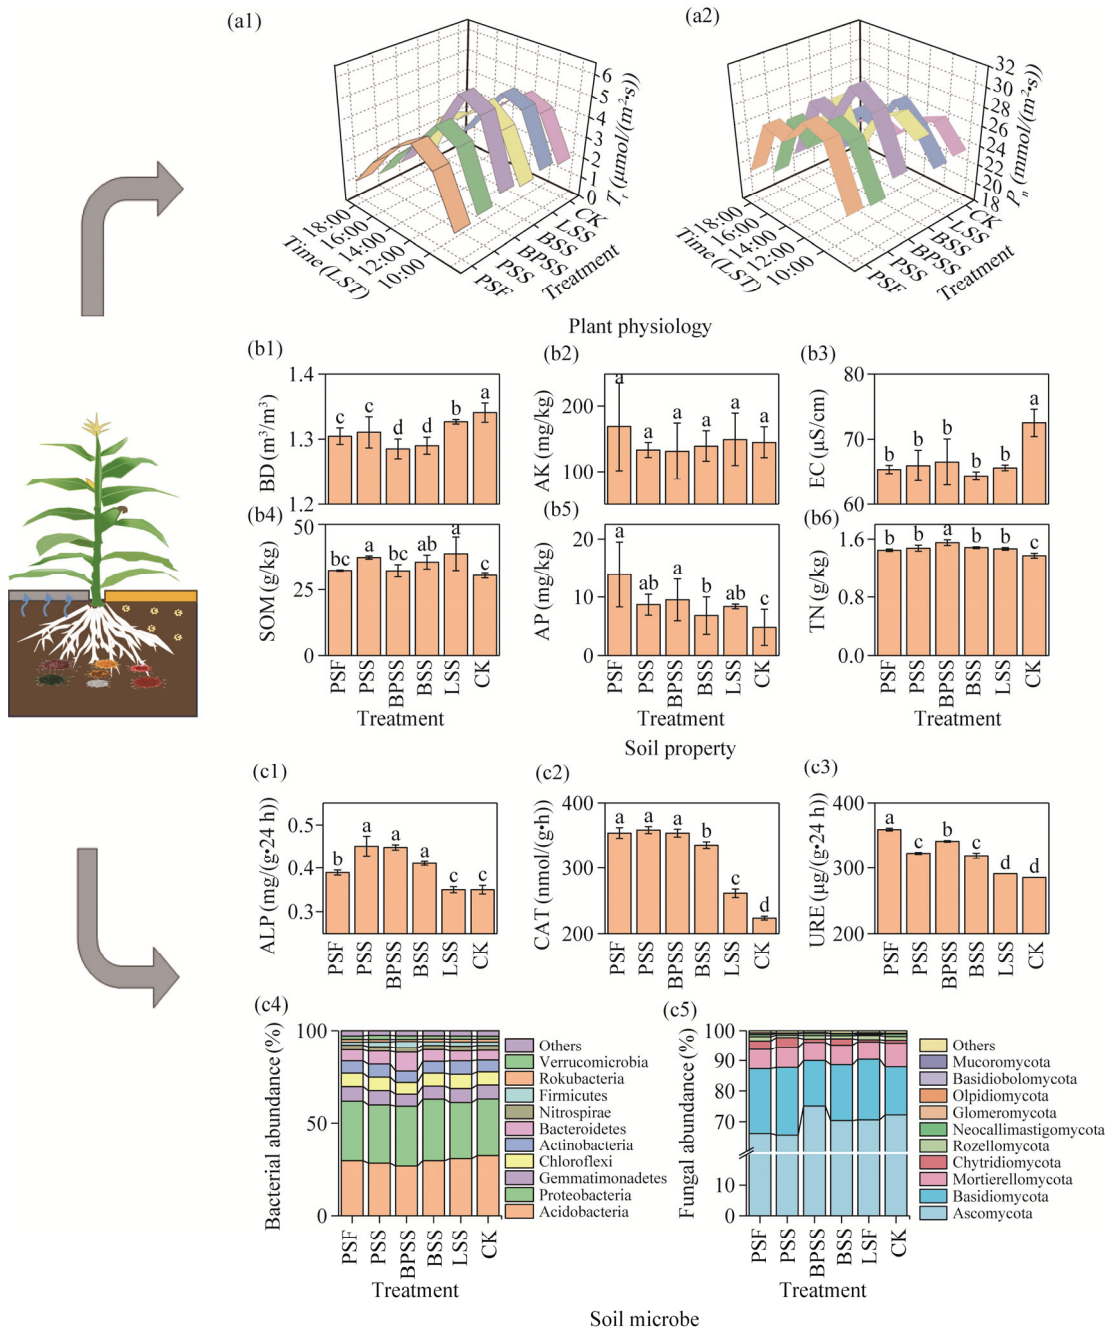 (a1)
(a2)
6
5
4
3
2
1
0
T_r (μmol/(m²•s))
18:00
16:00
14:00
12:00
10:00
Time (LST)
PSF
PSS
BPSS
BSS
LSS
CK
Treatment
32
30
28
26
24
22
20
18
P_n (mmol/(m²•s))
18:00
16:00
14:00
12:00
10:00
Time (LST)
PSF
PSS
BPSS
BSS
LSS
CK
Treatment
Plant physiology
(b1)
BD (m³/m³)
1.4
1.3
1.2
c c d d b a
(b2)
AK (mg/kg)
200
100
a a a a a a
(b3)
EC (μS/cm)
80
70
60
b b b b b a
(b4)
SOM (g/kg)
50
25
0
bc a bc ab a c
PSF PSS BPSS BSS LSS CK
Treatment
(b5)
AP (mg/kg)
20
10
0
a ab a b ab c
PSF PSS BPSS BSS LSS CK
Treatment
(b6)
TN (g/kg)
1.6
0.8
0.0
b b a b b c
PSF PSS BPSS BSS LSS CK
Treatment
Soil property
(c1)
ALP (mg/(g•24 h))
0.5
0.4
0.3
b a a a c c
PSF PSS BPSS BSS LSS CK
(c2)
CAT (nmol/(g•h))
400
300
200
a a a b c d
PSF PSS BPSS BSS LSS CK
(c3)
URE (μg/(g•24 h))
400
300
200
a c b c d d
PSF PSS BPSS BSS LSS CK
(c4)
Bacterial abundance (%)
100
50
0
PSF PSS BPSS BSS LSS CK
Treatment
Others
Verrucomicrobia
Rokubacteria
Firmicutes
Nitrospirae
Bacteroidetes
Actinobacteria
Chloroflexi
Gemmatimonadetes
Proteobacteria
Acidobacteria
(c5)
Fungal abundance (%)
100
90
80
70
10
0
PSF PSS BPSS BSS LSF CK
Treatment
Others
Mucoromycota
Basidiobolomycota
Olpidiomycota
Glomeromycota
Neocallimastigomycota
Rozellomycota
Chytridiomycota
Mortierellomycota
Basidiomycota
Ascomycota
Soil microbe